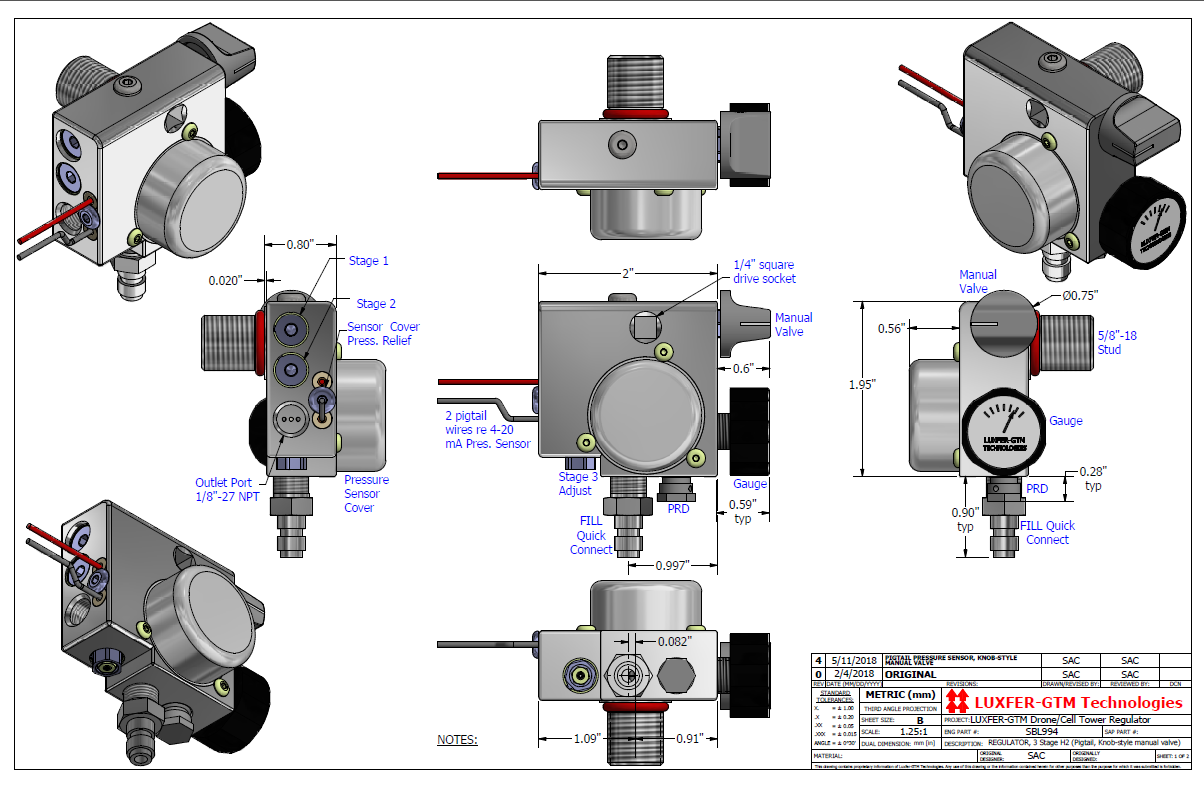 0.80"
Stage 1
0.020"
Stage 2
Sensor Cover
Press. Relief
Outlet Port
1/8"-27 NPT
Pressure
Sensor
Cover
2"
1/4" square
drive socket
Manual
Valve
0.6"
2 pigtail
wires re 4-20
mA Pres. Sensor
Stage 3
Adjust
PRD
Gauge
0.59"
typ
FILL
Quick
Connect
0.997"
LUXFER-GTM
TECHNOLOGIES
Manual
Valve
Ø0.75"
0.56"
5/8"-18
Stud
1.95"
Gauge
LUXFER-GTM
TECHNOLOGIES
0.28"
typ
PRD
0.90"
typ
FILL Quick
Connect
0.082"
1.09"
0.91"
NOTES:
4 5/11/2018 PIGTAIL PRESSURE SENSOR, KNOB-STYLE MANUAL VALVE SAC SAC
0 2/4/2018 ORIGINAL SAC SAC
REV DATE (MM/DD/YYYY) REVISIONS: DRAWN/REVISED BY: REVIEWED BY: DCN
STANDARD
TOLERANCES:
X. = ± 1.00
.X = ± 0.20
.XX = ± 0.05
.XXX = ± 0.015
ANGLE = ± 0°30'
METRIC (mm)
THIRD ANGLE PROJECTION
SHEET SIZE: B
SCALE: 1.25:1
DUAL DIMENSION: mm [in]
LUXFER-GTM Technologies
PROJECT: LUXFER-GTM Drone/Cell Tower Regulator
ENG PART #: SBL994 SAP PART #:
DESCRIPTION: REGULATOR, 3 Stage H2 (Pigtail, Knob-style manual valve)
MATERIAL:
ORIGINAL DESIGNER: SAC
ORIGINALLY DESIGNED:
SHEET: 1 OF 2
This drawing contains proprietary information of Luxfer-GTM Technologies. Any use of this drawing or the information contained herein for other purposes than the purpose for which it was submitted is forbidden.